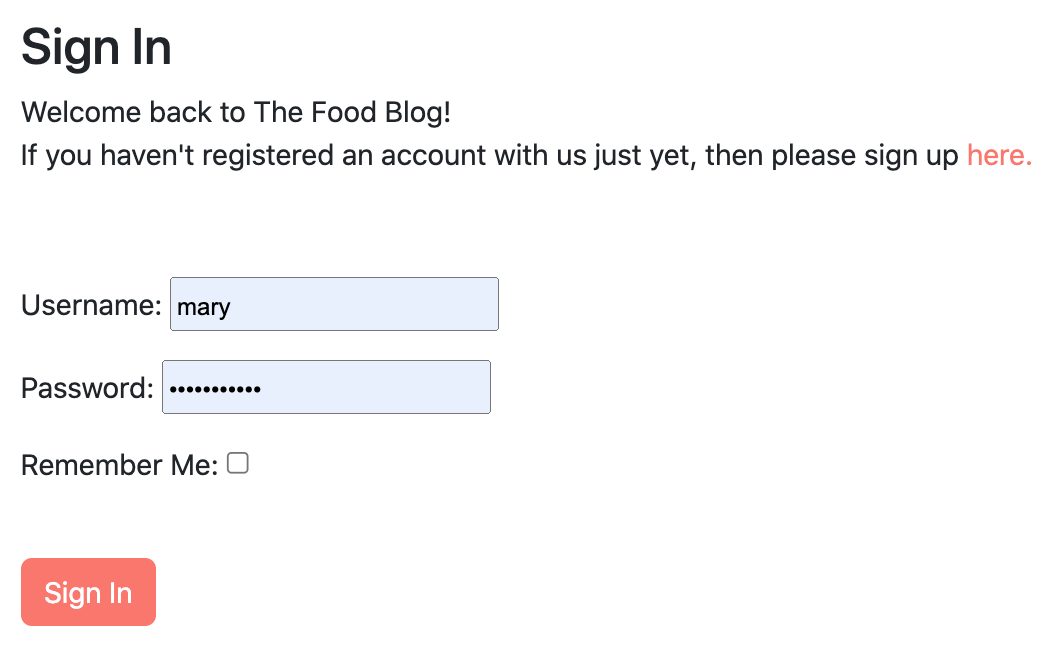 Sign In
Welcome back to The Food Blog!
If you haven't registered an account with us just yet, then please sign up here.
Username: mary
Password: •••••••••••
Remember Me:
Sign In